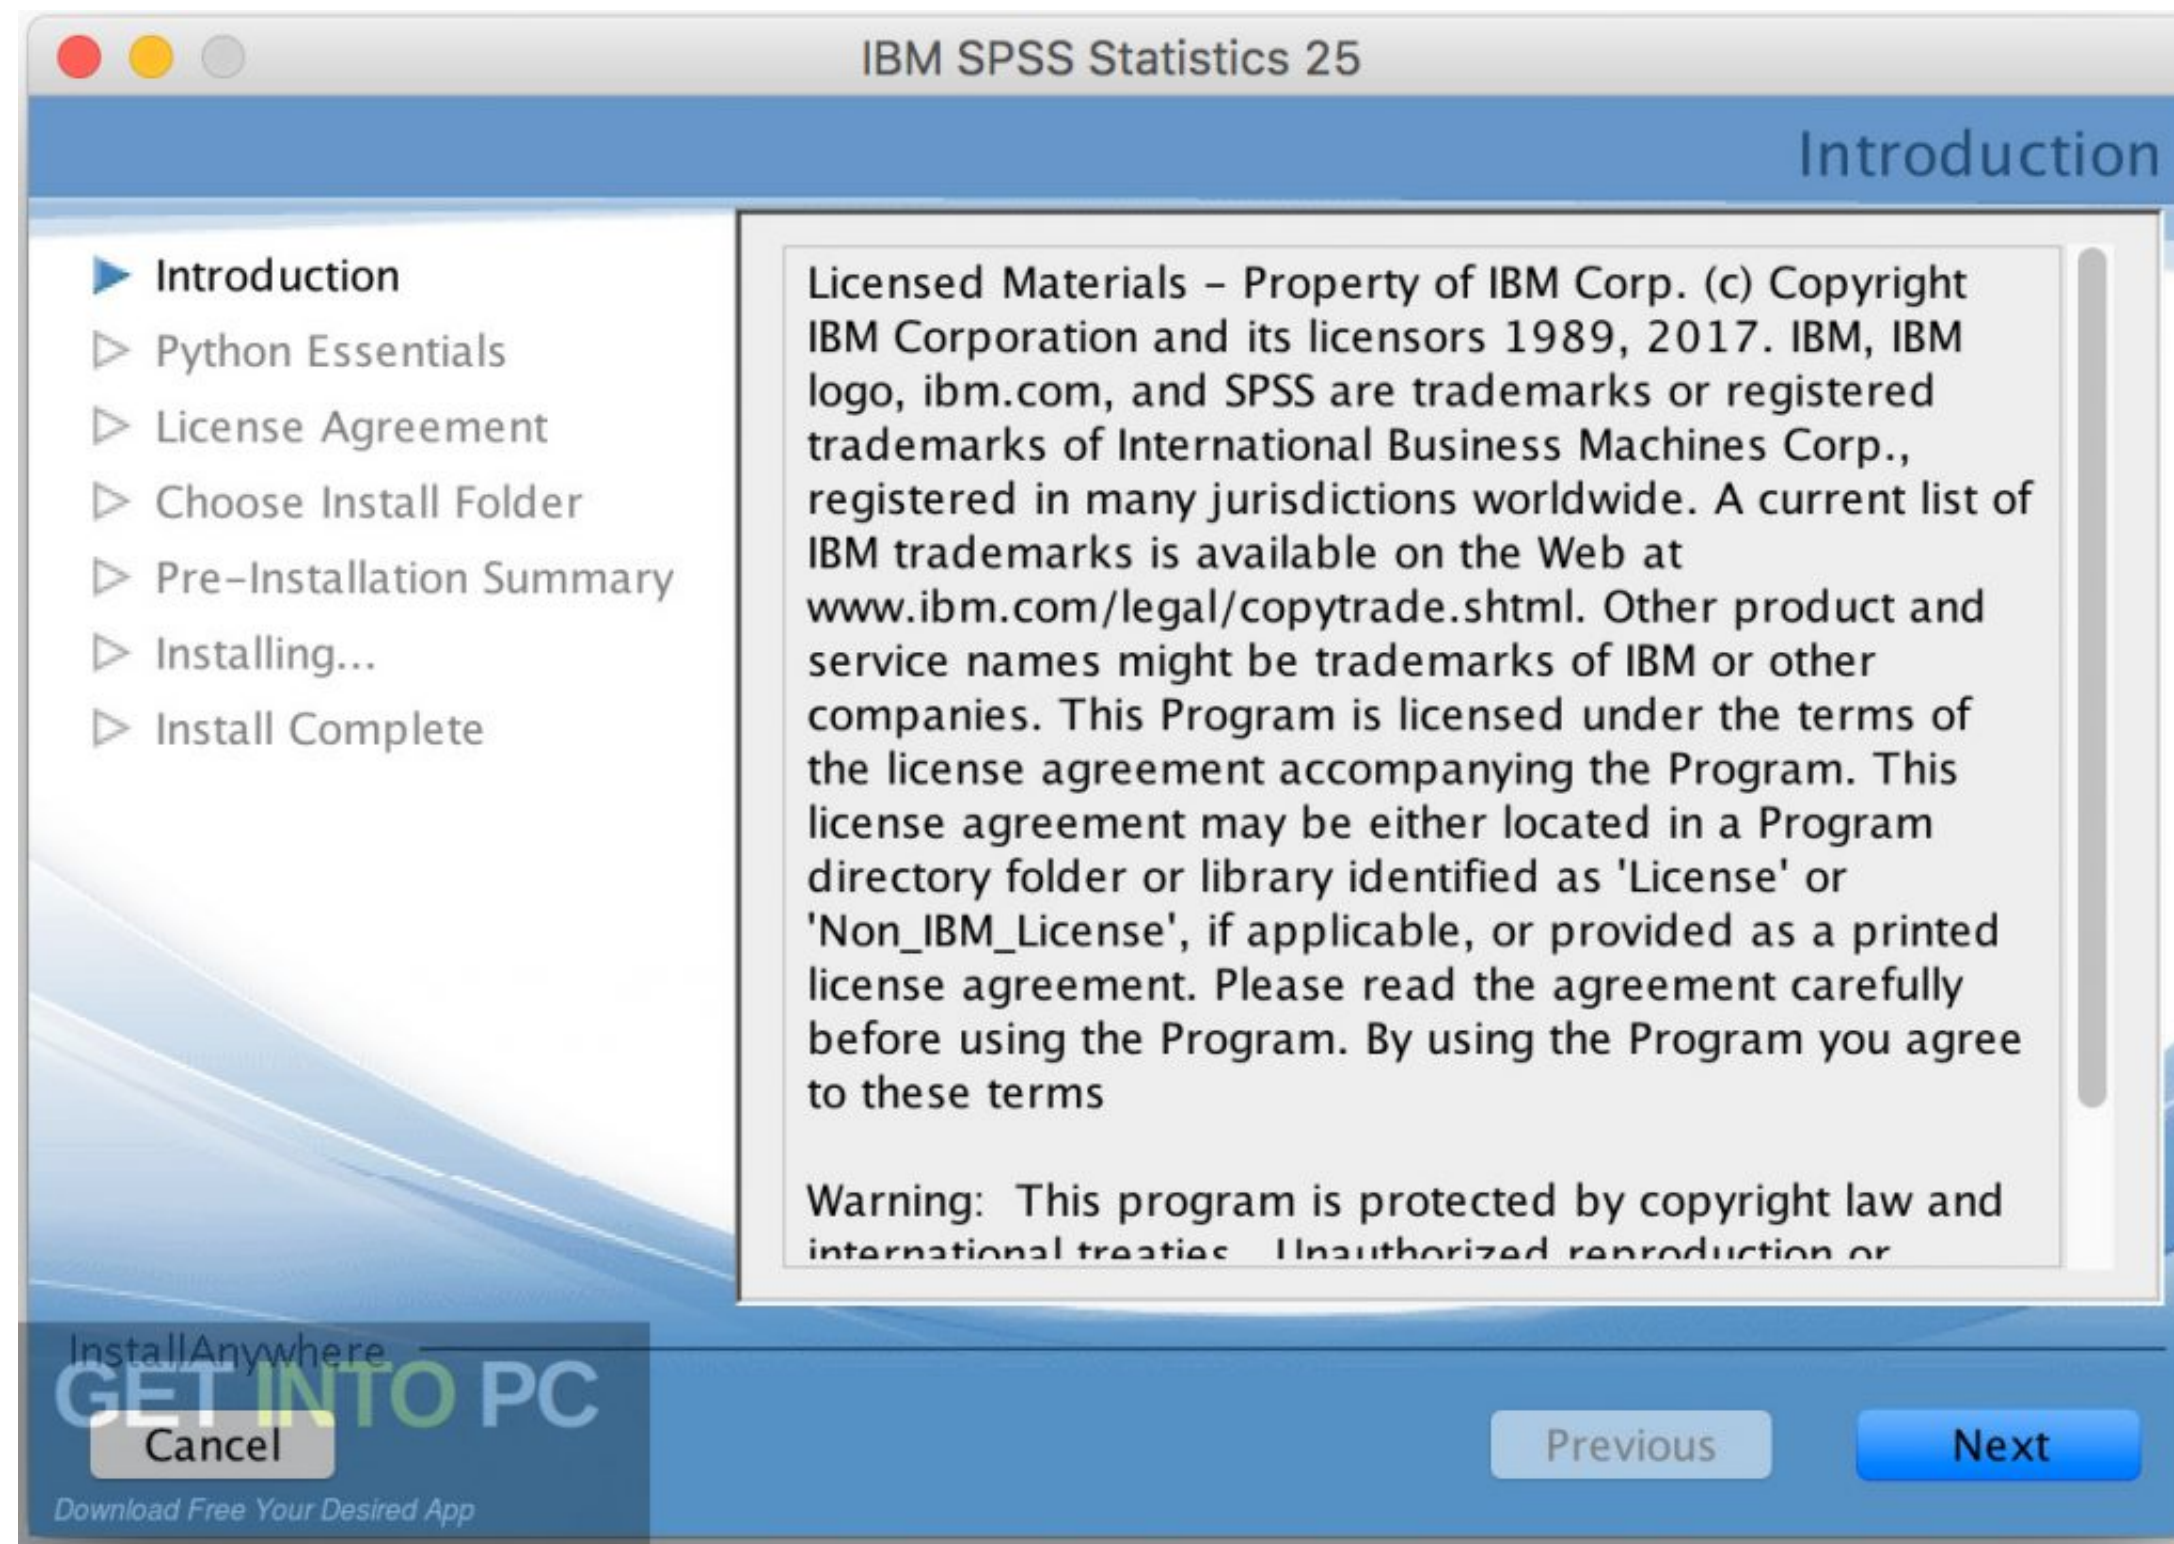 IBM SPSS Statistics 25
Introduction
Introduction
Python Essentials
License Agreement
Choose Install Folder
Pre-Installation Summary
Installing...
Install Complete
Licensed Materials – Property of IBM Corp. (c) Copyright
IBM Corporation and its licensors 1989, 2017. IBM, IBM
logo, ibm.com, and SPSS are trademarks or registered
trademarks of International Business Machines Corp.,
registered in many jurisdictions worldwide. A current list of
IBM trademarks is available on the Web at
www.ibm.com/legal/copytrade.shtml. Other product and
service names might be trademarks of IBM or other
companies. This Program is licensed under the terms of
the license agreement accompanying the Program. This
license agreement may be either located in a Program
directory folder or library identified as 'License' or
'Non_IBM_License', if applicable, or provided as a printed
license agreement. Please read the agreement carefully
before using the Program. By using the Program you agree
to these terms
Warning:  This program is protected by copyright law and
international treaties.  Unauthorized reproduction or
InstallAnywhere
GET INTO PC
Cancel
Previous
Next
Download Free Your Desired App